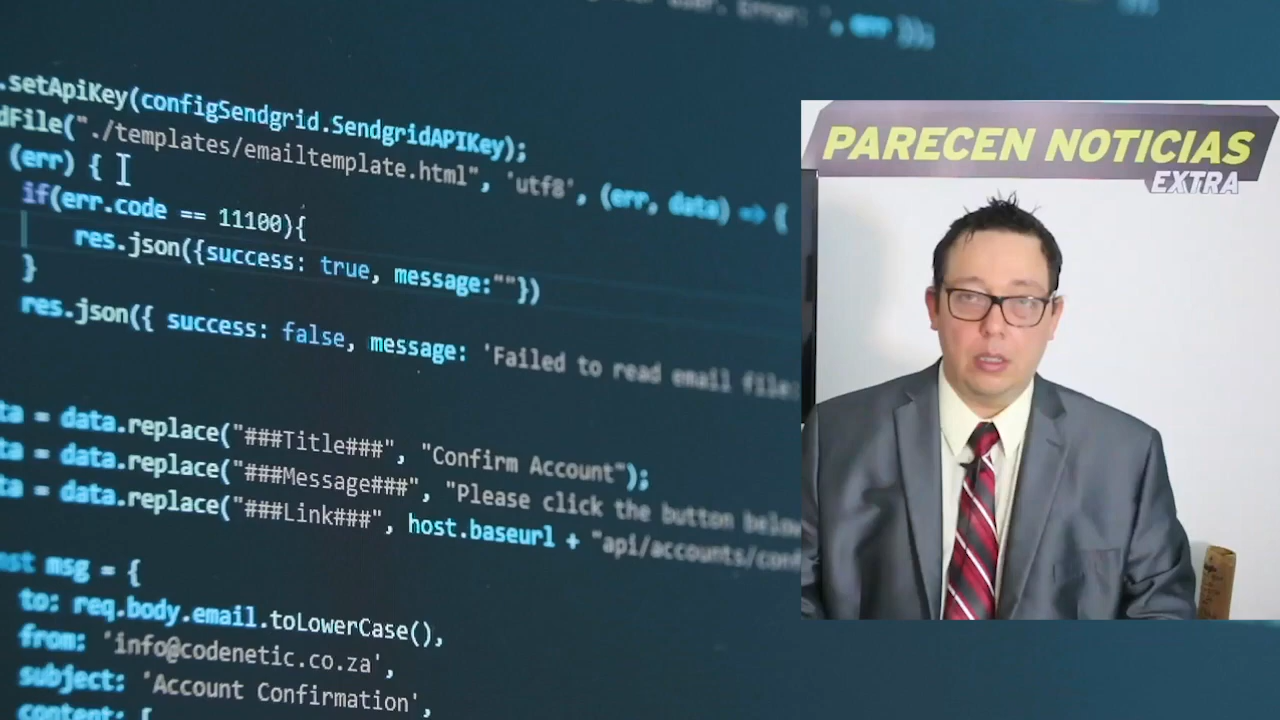 ', err });
.setApiKey(configSendgrid.SendgridAPIKey);
dFile("./templates/emailtemplate.html", 'utf8', (err, data) => {
(err) {
if(err.code == 11100){
res.json({success: true, message:""})
}
res.json({ success: false, message: 'Failed to read email file:
ta = data.replace("###Title###", "Confirm Account");
ta = data.replace("###Message###", "Please click the button below
ta = data.replace("###Link###", host.baseurl + "api/accounts/conf
nst msg = {
to: req.body.email.toLowerCase(),
from: 'info@codenetic.co.za',
subject: 'Account Confirmation',
content: [
PARECEN NOTICIAS
EXTRA